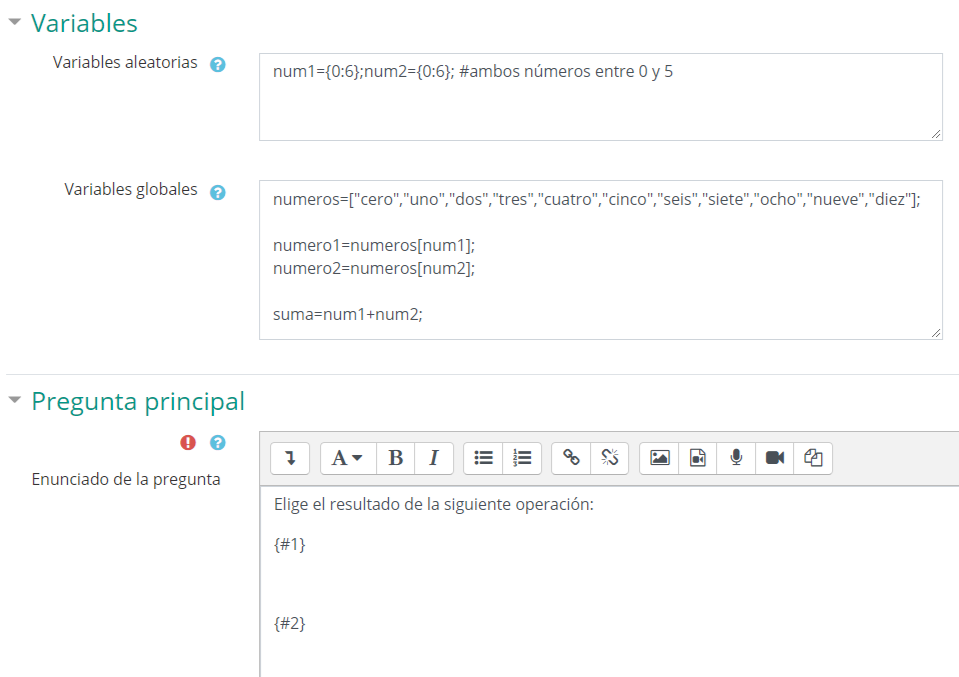 Variables
Variables aleatorias
num1={0:6};num2={0:6}; #ambos números entre 0 y 5
Variables globales
numeros=["cero","uno","dos","tres","cuatro","cinco","seis","siete","ocho","nueve","diez"];
numero1=numeros[num1];
numero2=numeros[num2];
suma=num1+num2;
Pregunta principal
Enunciado de la pregunta
Elige el resultado de la siguiente operación:
{#1}
{#2}